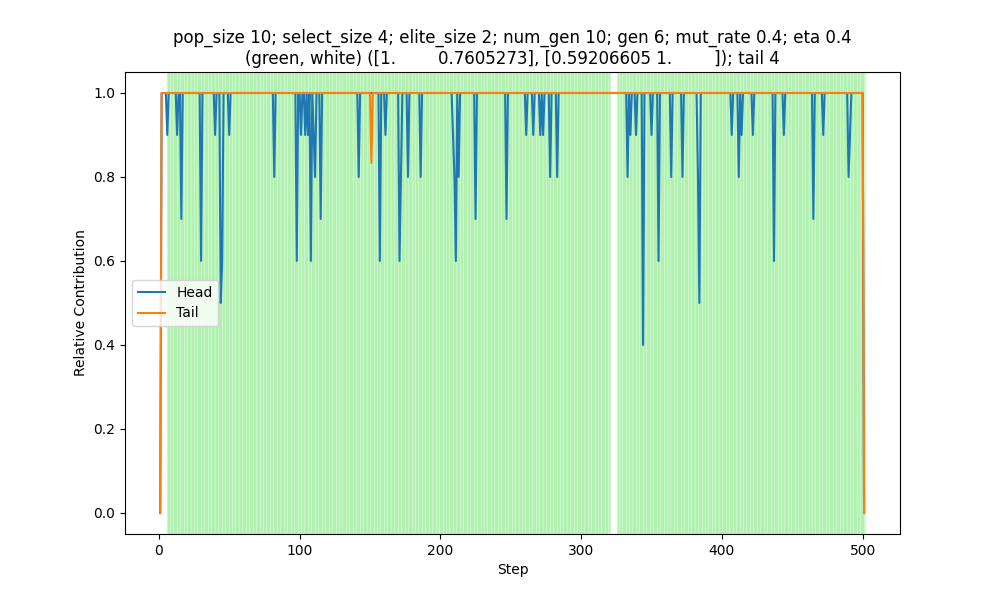 pop_size 10; select_size 4; elite_size 2; num_gen 10; gen 6; mut_rate 0.4; eta 0.4
(green, white) ([1.        0.7605273], [0.59206605 1.        ]); tail 4
1.0
0.8
0.6
0.4
0.2
0.0
Relative Contribution
Head
Tail
0
100
200
300
400
500
Step